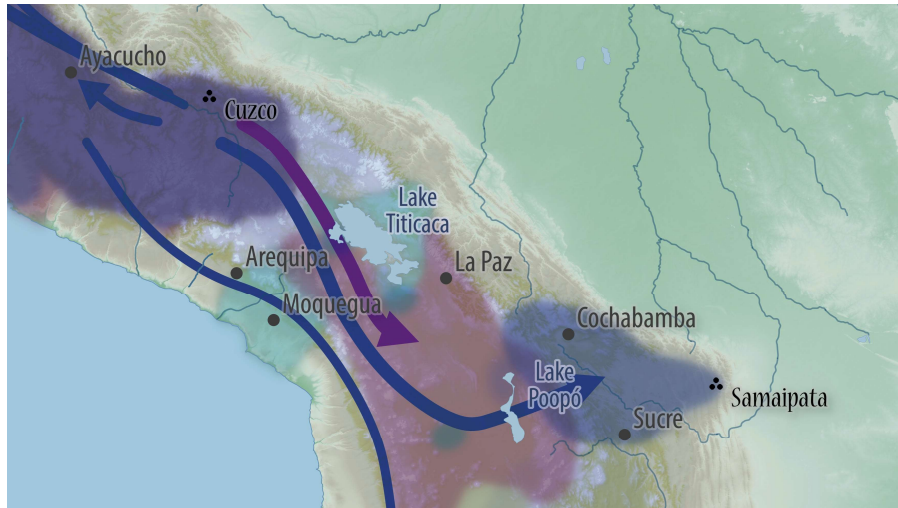 Ayacucho
Cuzco
Lake
Titicaca
Arequipa
La Paz
Moquegua
Cochabamba
Lake
Poopó
Samaipata
Sucre